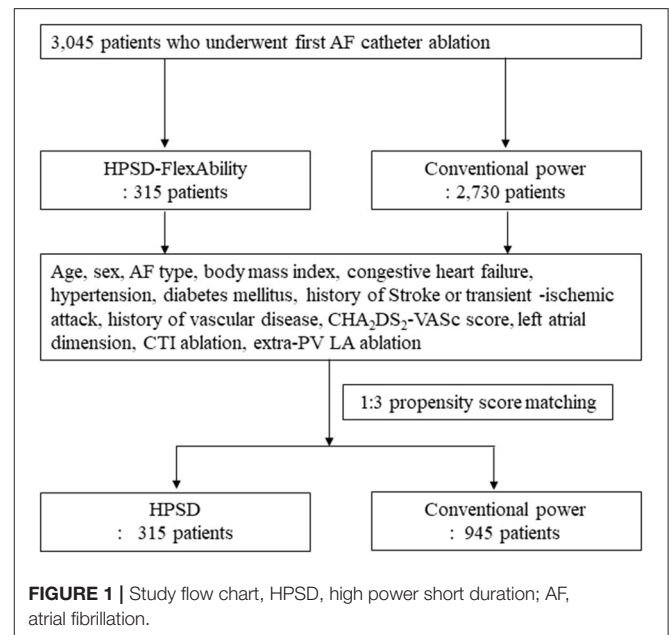 3,045 patients who underwent first AF catheter ablation
HPSD-FlexAbility
: 315 patients
Conventional power
: 2,730 patients
Age, sex, AF type, body mass index, congestive heart failure,
hypertension, diabetes mellitus, history of Stroke or transient -ischemic
attack, history of vascular disease, CHA₂DS₂-VASc score, left atrial
dimension, CTI ablation, extra-PV LA ablation
1:3 propensity score matching
HPSD
: 315 patients
Conventional power
: 945 patients
FIGURE 1 | Study flow chart, HPSD, high power short duration; AF,
atrial fibrillation.